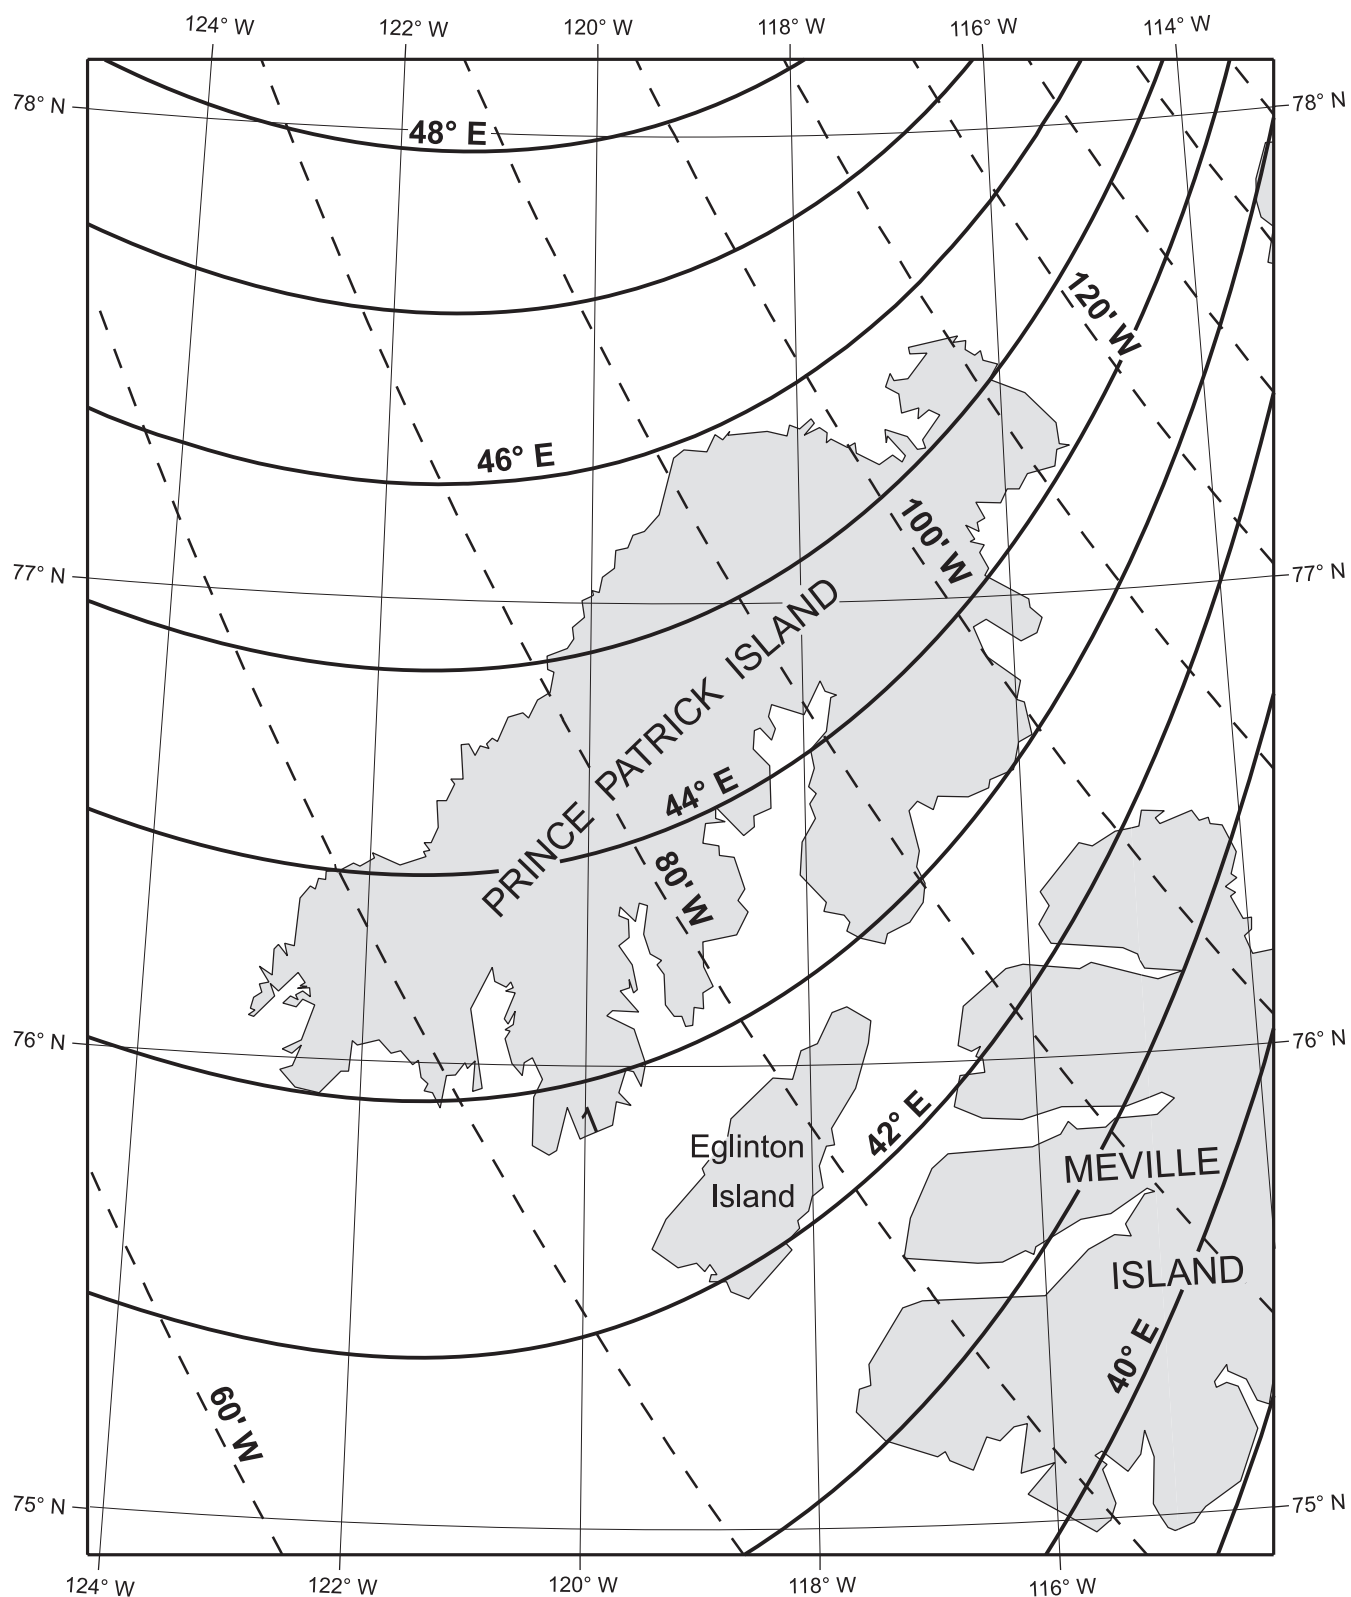 124° W 122° W 120° W 118° W 116° W 114° W
78° N 78° N
48° E
120' W
46° E
100' W
77° N 77° N
PRINCE PATRICK ISLAND
44° E
80' W
76° N 76° N
42° E
Eglinton
Island
MEVILLE
ISLAND
40° E
60' W
75° N 75° N
124° W 122° W 120° W 118° W 116° W